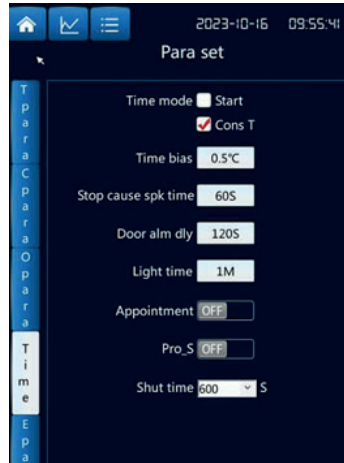 2023-10-16 09:55:41
Para set
T para
C para
O para
Time
E pa
Time mode Start
Cons T
Time bias 0.5℃
Stop cause spk time 60S
Door alm dly 120S
Light time 1M
Appointment OFF
Pro_S OFF
Shut time 600 S